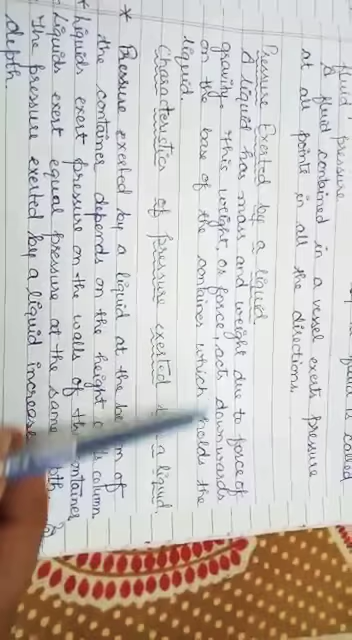 fluid is called
fluid pressure
A fluid combined in a vessel exerts pressure
at all points in all the directions.
Pressure Exerted by a liquid
A liquid has mass and weight due to force of
gravity. This weight, or force, acts downwards
on the base of the container which holds the
liquid.
Characteristics of pressure exerted a liquid.
* Pressure exerted by a liquid at the of
the container depends on the height column.
* Liquids exert pressure on the walls of container
Liquids exert equal pressure at the same
The pressure exerted by a liquid increase
depth.